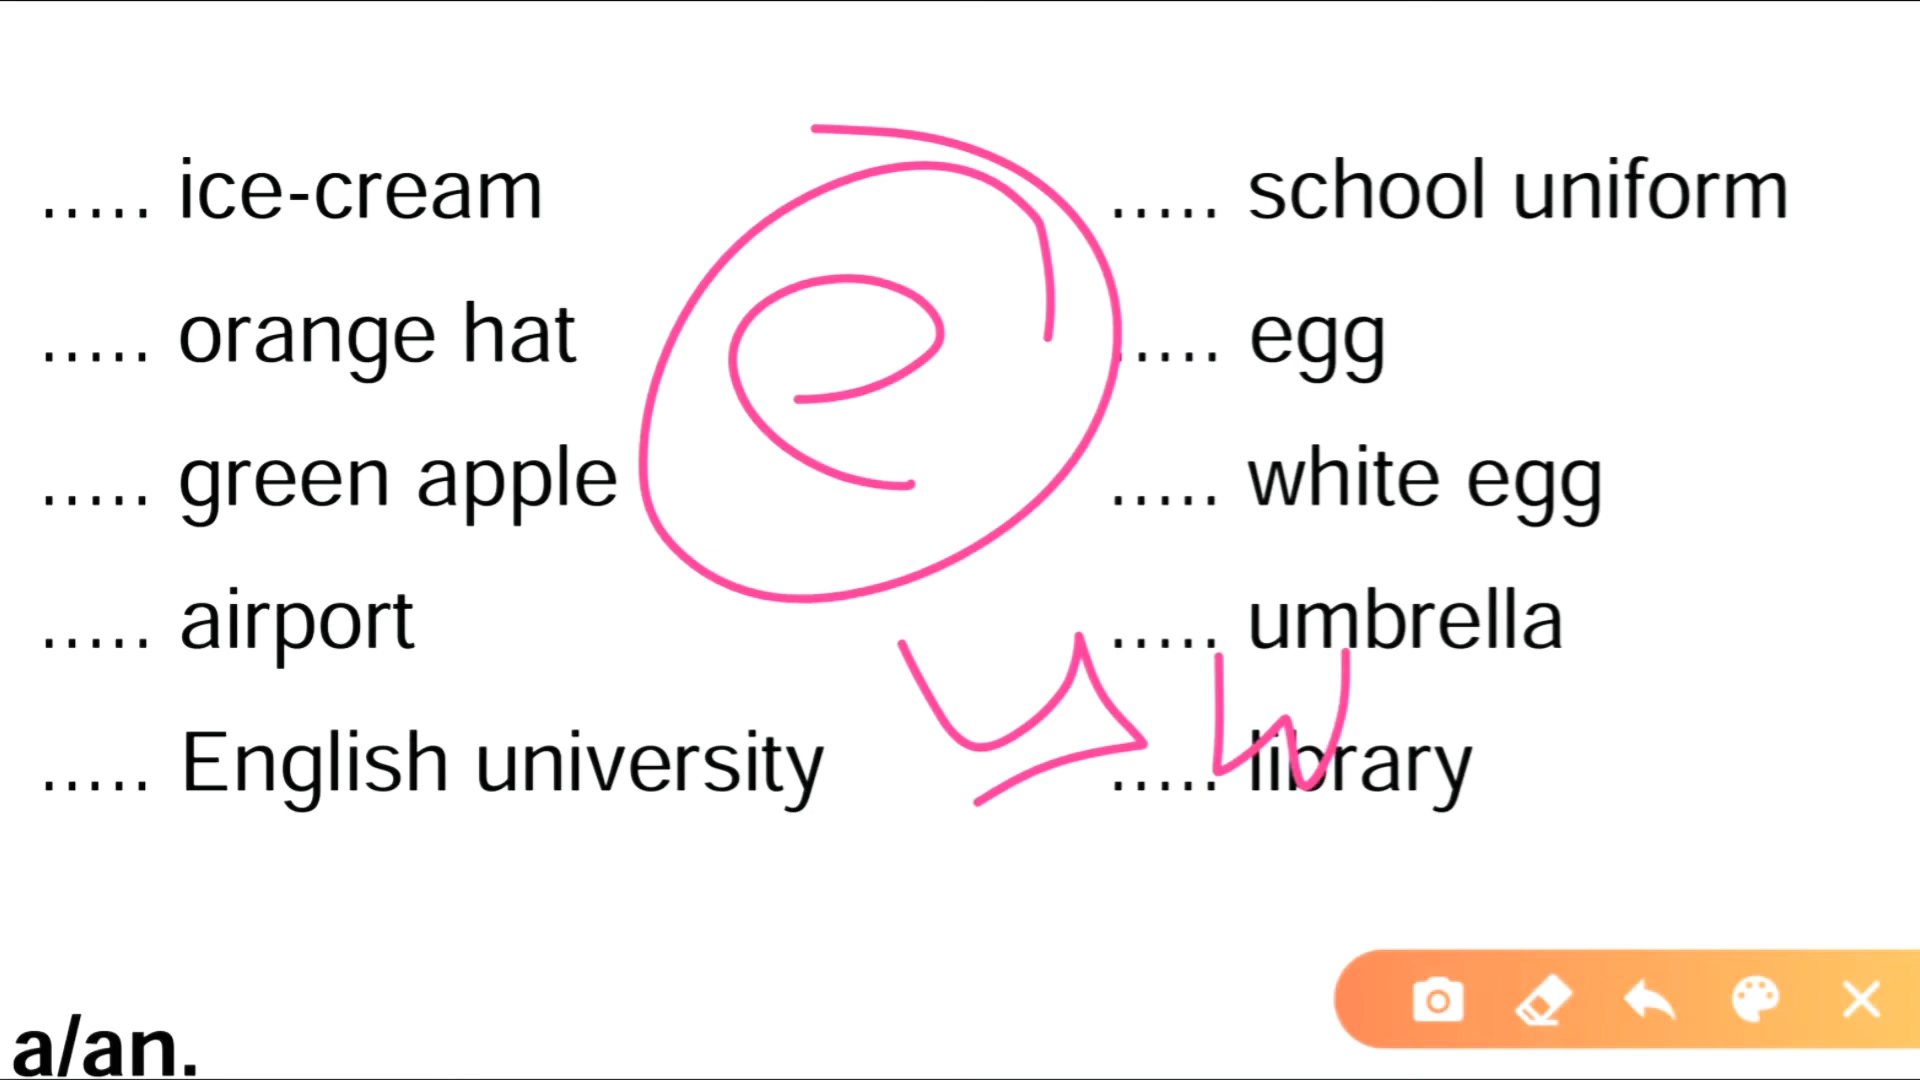 ..... ice-cream
..... orange hat
..... green apple
..... airport
..... English university
e
..... school uniform
..... egg
..... white egg
..... umbrella
..... library
w
a/an.